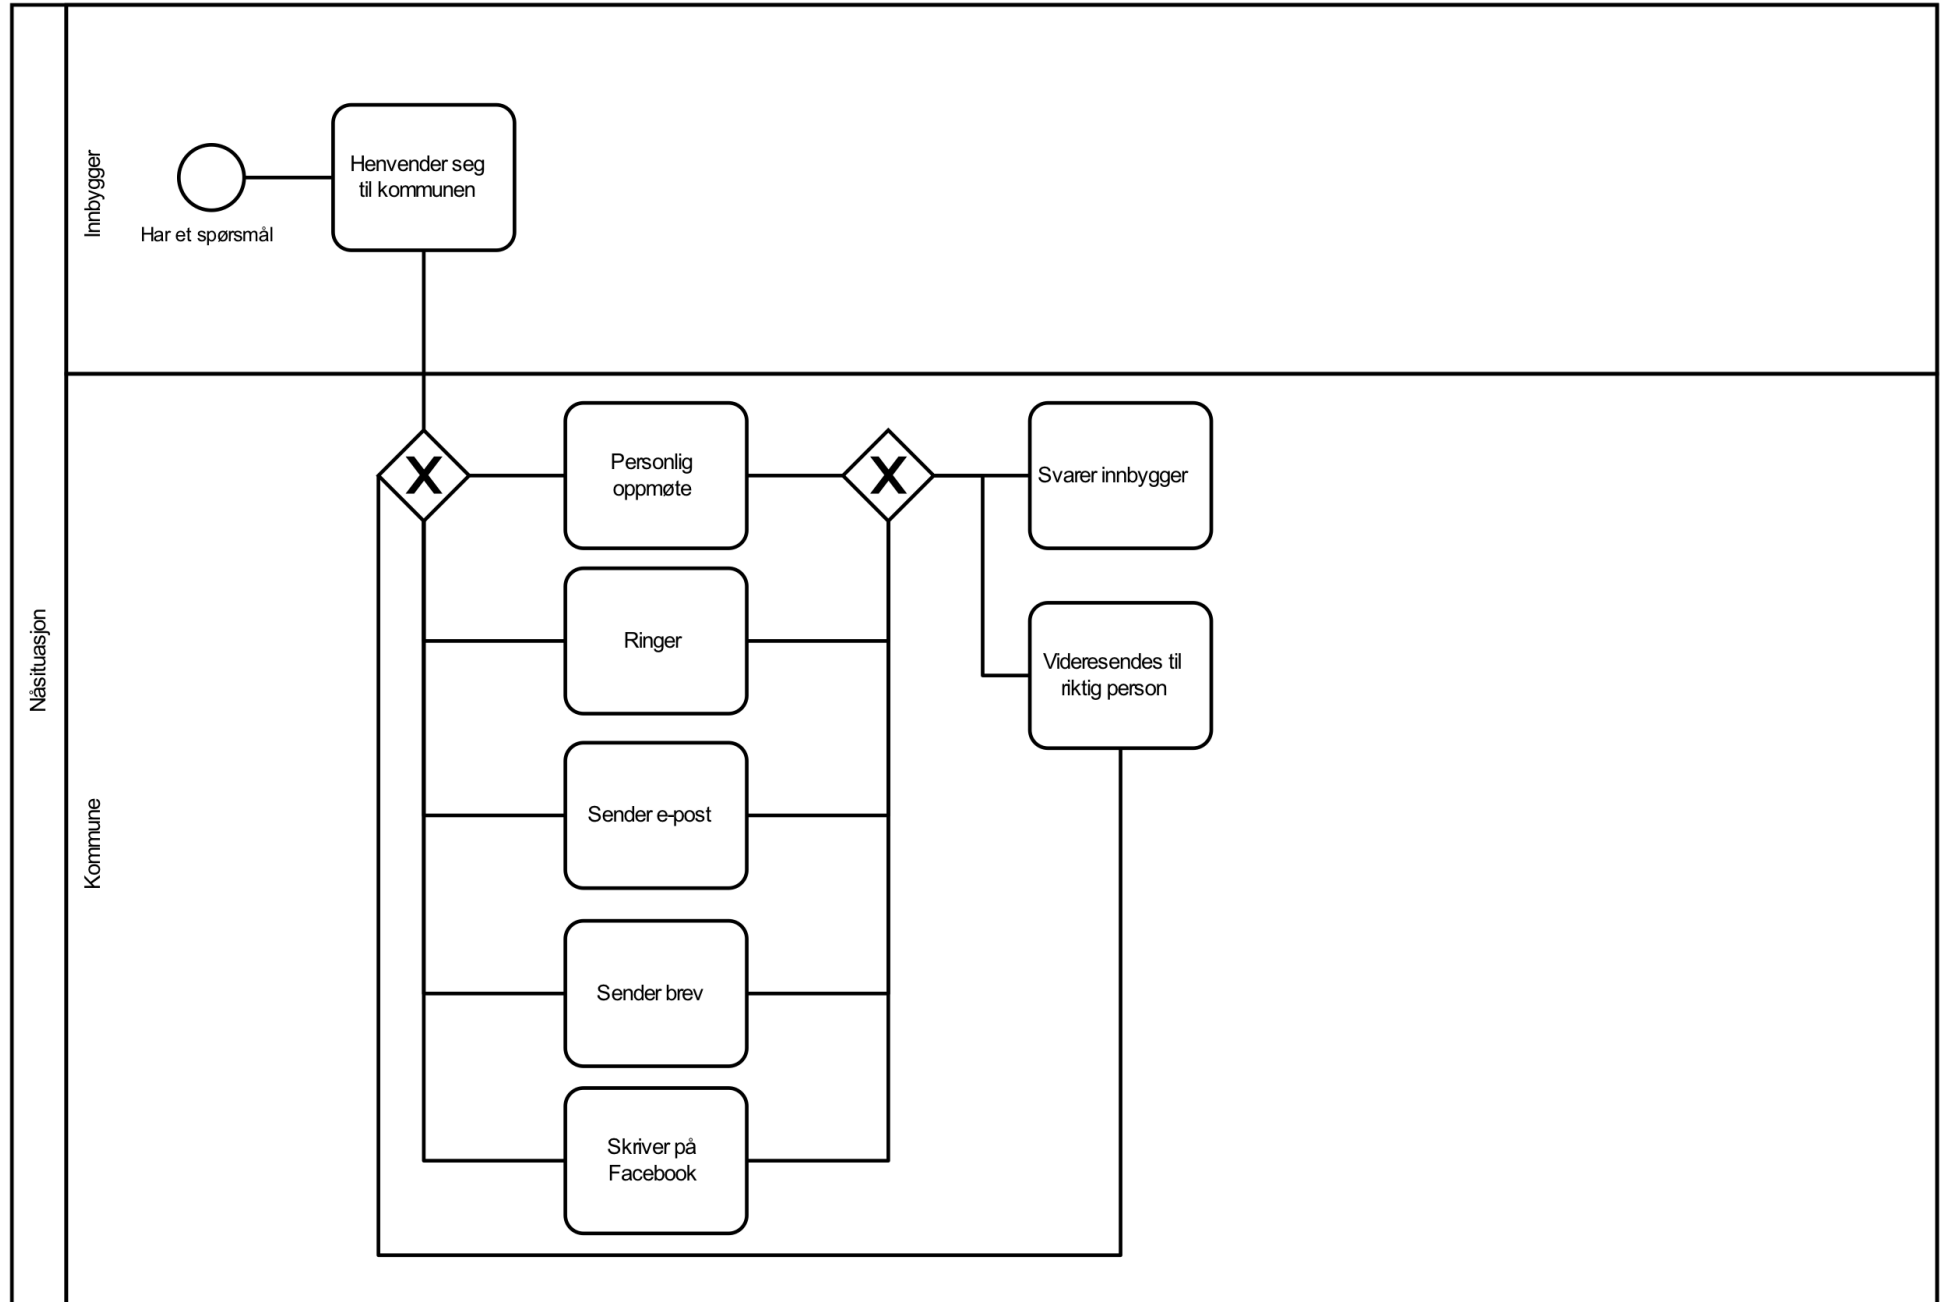 Nåsituasjon
Innbygger
Har et spørsmål
Henvender seg
til kommunen
Kommune
X
Personlig
oppmøte
X
Svarer innbygger
Ringer
Videresendes til
riktig person
Sender e-post
Sender brev
Skriver på
Facebook